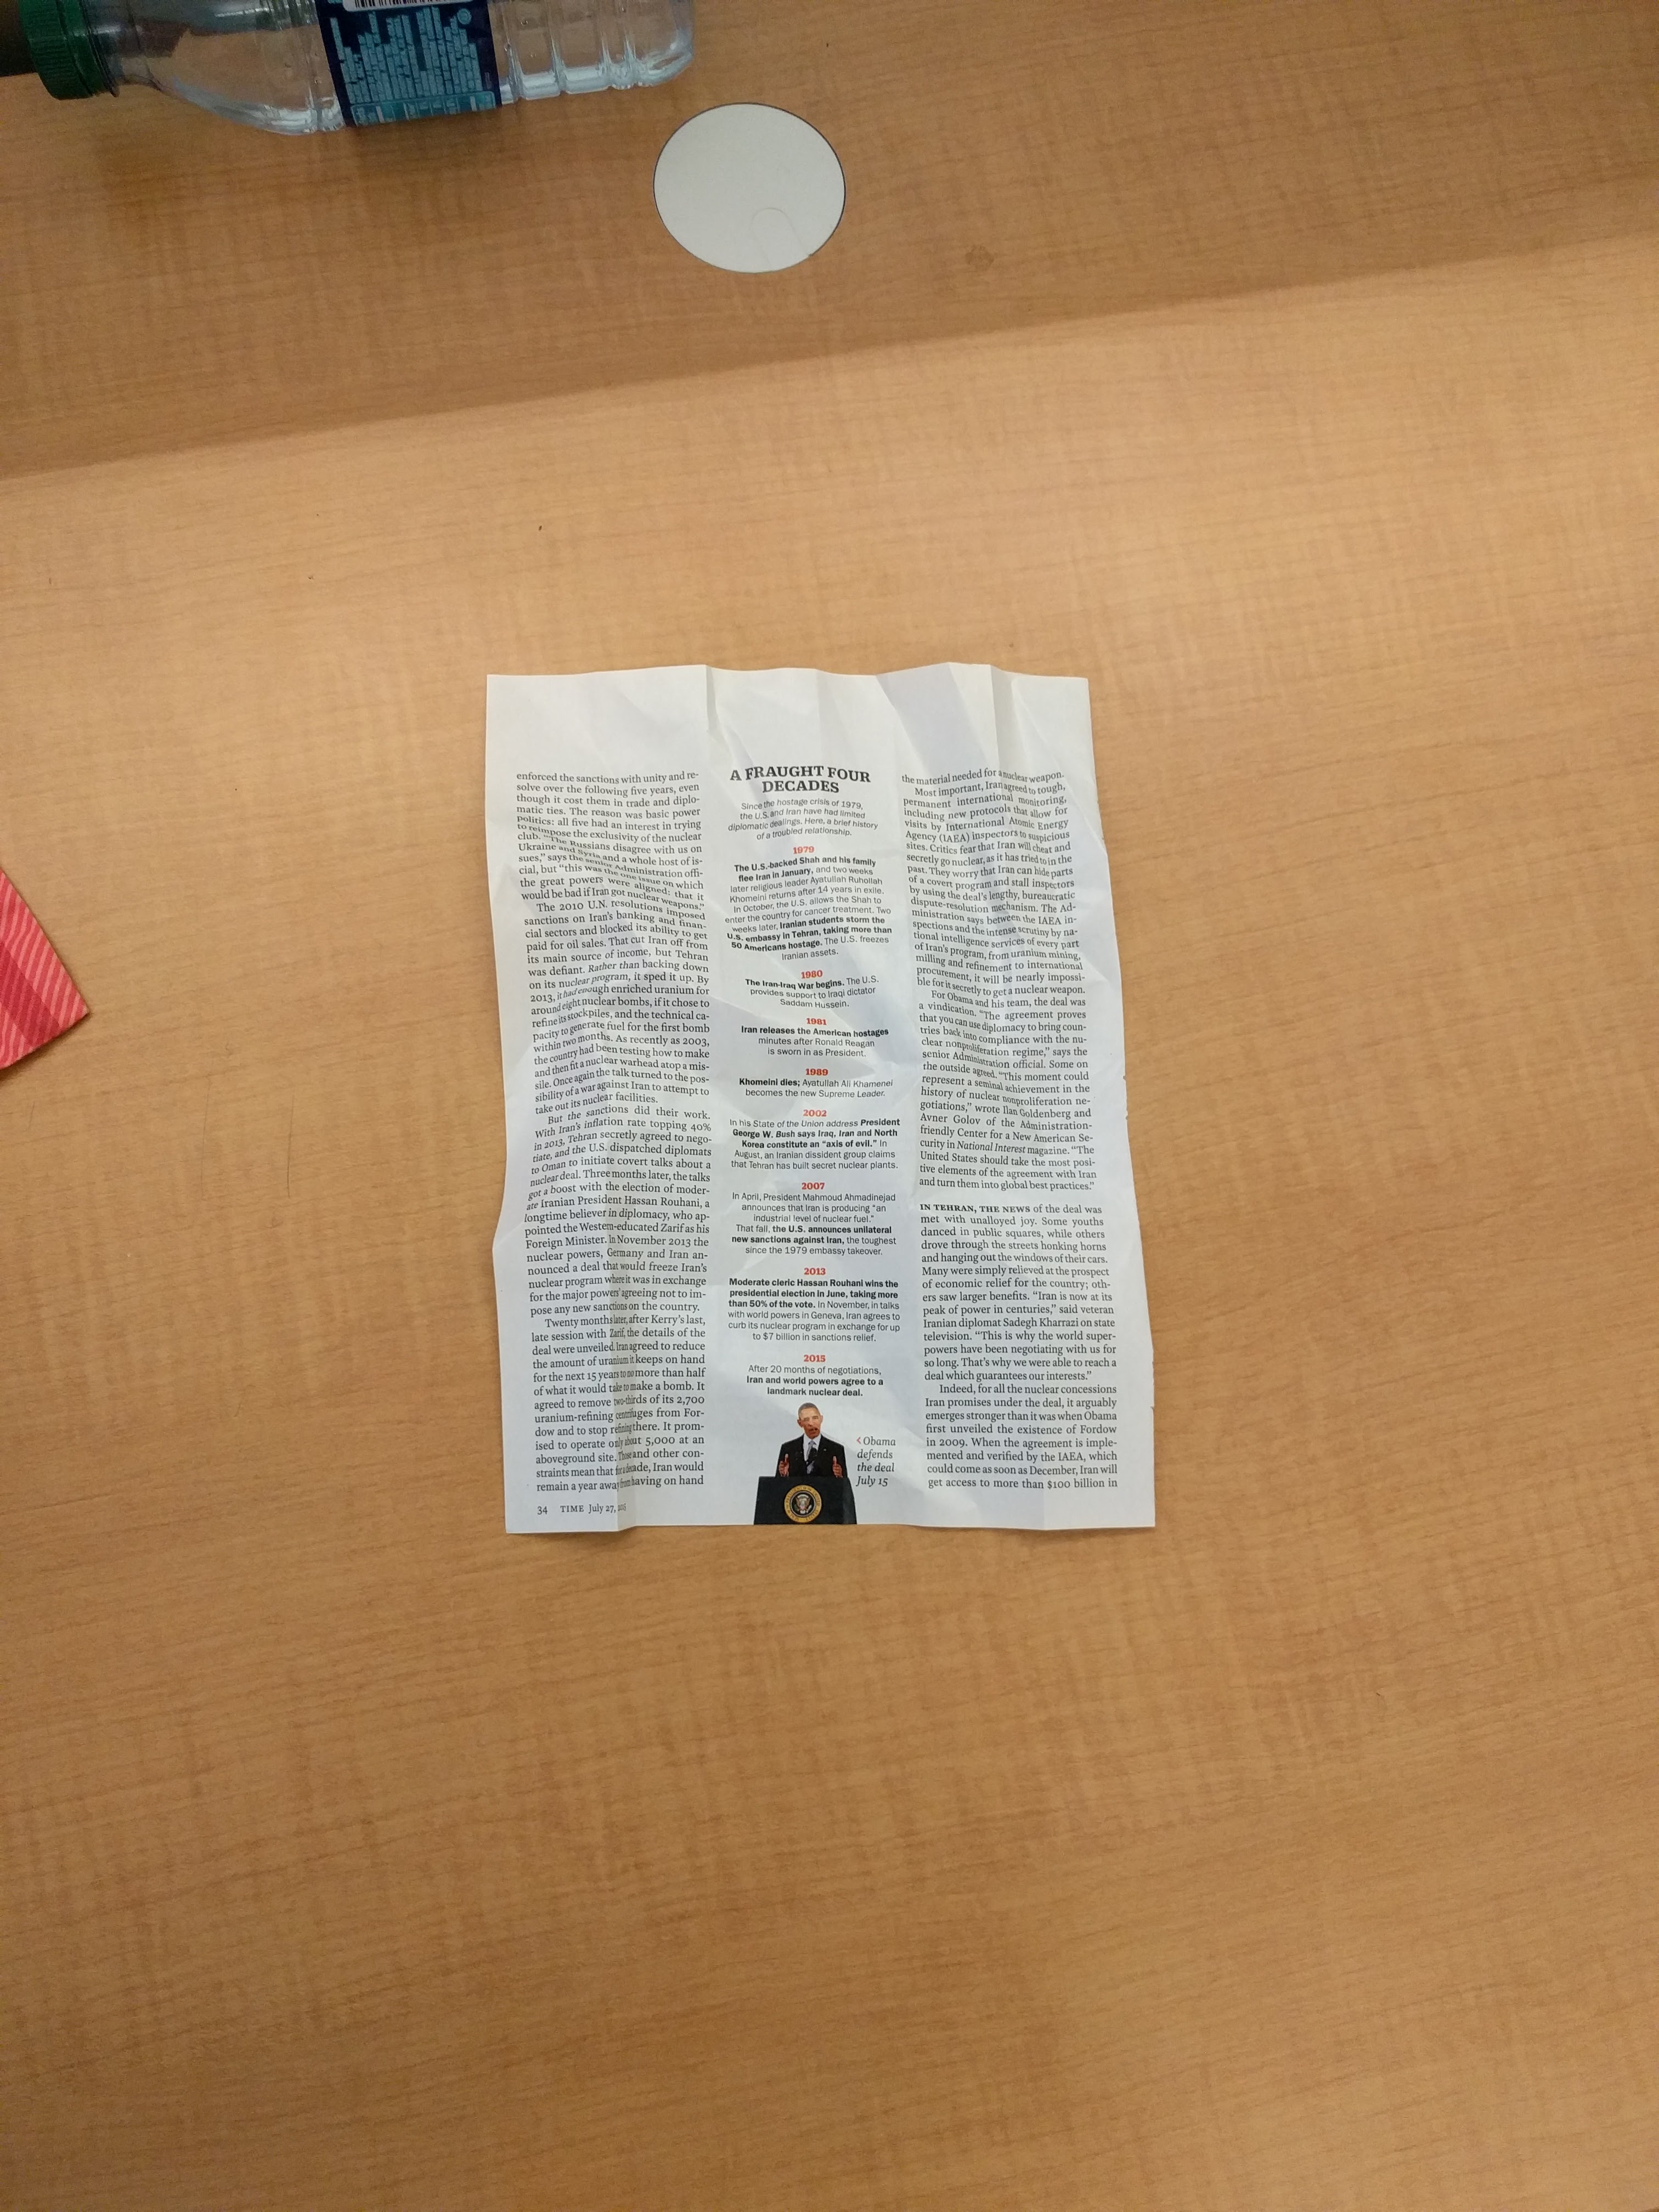 enforced the sanctions with unity and re-
solve over the following five years, even
though it cost them in trade and diplo-
matic ties. The reason was basic power
politics: all five had an interest in trying
to reimpose the exclusivity of the nuclear
club. “The Russians disagree with us on
Ukraine and Syria and a whole host of is-
sues,” says the senior Administration offi-
cial, but “this was the one issue on which
the great powers were aligned: that it
would be bad if Iran got nuclear weapons.”
The 2010 U.N. resolutions imposed
sanctions on Iran’s banking and finan-
cial sectors and blocked its ability to get
paid for oil sales. That cut Iran off from
its main source of income, but Tehran
was defiant. Rather than backing down
on its nuclear program, it sped it up. By
2013, it had enough enriched uranium for
around eight nuclear bombs, if it chose to
refine its stockpiles, and the technical ca-
pacity to generate fuel for the first bomb
within two months. As recently as 2003,
the country had been testing how to make
and then fit a nuclear warhead atop a mis-
sile. Once again the talk turned to the pos-
sibility of a war against Iran to attempt to
take out its nuclear facilities.
But the sanctions did their work.
With Iran’s inflation rate topping 40%
in 2013, Tehran secretly agreed to nego-
tiate, and the U.S. dispatched diplomats
to Oman to initiate covert talks about a
nuclear deal. Three months later, the talks
got a boost with the election of moder-
ate Iranian President Hassan Rouhani, a
longtime believer in diplomacy, who ap-
pointed the Western-educated Zarif as his
Foreign Minister. In November 2013 the
nuclear powers, Germany and Iran an-
nounced a deal that would freeze Iran’s
nuclear program where it was in exchange
for the major powers’ agreeing not to im-
pose any new sanctions on the country.
Twenty months later, after Kerry’s last,
late session with Zarif, the details of the
deal were unveiled. Iran agreed to reduce
the amount of uranium it keeps on hand
for the next 15 years to no more than half
of what it would take to make a bomb. It
agreed to remove two-thirds of its 2,700
uranium-refining centrifuges from For-
dow and to stop refining there. It prom-
ised to operate only about 5,000 at an
aboveground site. Those and other con-
straints mean that for a decade, Iran would
remain a year away from having on hand
34 TIME July 27, 2015
A FRAUGHT FOUR
DECADES
Since the hostage crisis of 1979,
the U.S. and Iran have had limited
diplomatic dealings. Here, a brief history
of a troubled relationship.
1979
The U.S.-backed Shah and his family
flee Iran in January, and two weeks
later religious leader Ayatullah Ruhollah
Khomeini returns after 14 years in exile.
In October, the U.S. allows the Shah to
enter the country for cancer treatment. Two
weeks later, Iranian students storm the
U.S. embassy in Tehran, taking more than
50 Americans hostage. The U.S. freezes
Iranian assets.
1980
The Iran-Iraq War begins. The U.S.
provides support to Iraqi dictator
Saddam Hussein.
1981
Iran releases the American hostages
minutes after Ronald Reagan
is sworn in as President.
1989
Khomeini dies; Ayatullah Ali Khamenei
becomes the new Supreme Leader.
2002
In his State of the Union address President
George W. Bush says Iraq, Iran and North
Korea constitute an “axis of evil.” In
August, an Iranian dissident group claims
that Tehran has built secret nuclear plants.
2007
In April, President Mahmoud Ahmadinejad
announces that Iran is producing “an
industrial level of nuclear fuel.”
That fall, the U.S. announces unilateral
new sanctions against Iran, the toughest
since the 1979 embassy takeover.
2013
Moderate cleric Hassan Rouhani wins the
presidential election in June, taking more
than 50% of the vote. In November, in talks
with world powers in Geneva, Iran agrees to
curb its nuclear program in exchange for up
to $7 billion in sanctions relief.
2015
After 20 months of negotiations,
Iran and world powers agree to a
landmark nuclear deal.
<Obama
defends
the deal
July 15
the material needed for a nuclear weapon.
Most important, Iran agreed to tough,
permanent international monitoring,
including new protocols that allow for
visits by International Atomic Energy
Agency (IAEA) inspectors to suspicious
sites. Critics fear that Iran will cheat and
secretly go nuclear, as it has tried to in the
past. They worry that Iran can hide parts
of a covert program and stall inspectors
by using the deal’s lengthy, bureaucratic
dispute-resolution mechanism. The Ad-
ministration says between the IAEA in-
spections and the intense scrutiny by na-
tional intelligence services of every part
of Iran’s program, from uranium mining,
milling and refinement to international
procurement, it will be nearly impossi-
ble for it secretly to get a nuclear weapon.
For Obama and his team, the deal was
a vindication. “The agreement proves
that you can use diplomacy to bring coun-
tries back into compliance with the nu-
clear nonproliferation regime,” says the
senior Administration official. Some on
the outside agreed. “This moment could
represent a seminal achievement in the
history of nuclear nonproliferation ne-
gotiations,” wrote Ilan Goldenberg and
Avner Golov of the Administration-
friendly Center for a New American Se-
curity in National Interest magazine. “The
United States should take the most posi-
tive elements of the agreement with Iran
and turn them into global best practices.”
IN TEHRAN, THE NEWS of the deal was
met with unalloyed joy. Some youths
danced in public squares, while others
drove through the streets honking horns
and hanging out the windows of their cars.
Many were simply relieved at the prospect
of economic relief for the country; oth-
ers saw larger benefits. “Iran is now at its
peak of power in centuries,” said veteran
Iranian diplomat Sadegh Kharrazi on state
television. “This is why the world super-
powers have been negotiating with us for
so long. That’s why we were able to reach a
deal which guarantees our interests.”
Indeed, for all the nuclear concessions
Iran promises under the deal, it arguably
emerges stronger than it was when Obama
first unveiled the existence of Fordow
in 2009. When the agreement is imple-
mented and verified by the IAEA, which
could come as soon as December, Iran will
get access to more than $100 billion in